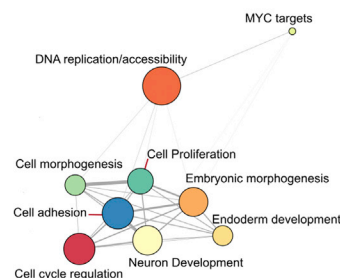 MYC targets
DNA replication/accessibility
Cell Proliferation
Cell morphogenesis
Embryonic morphogenesis
Cell adhesion
Endoderm development
Neuron Development
Cell cycle regulation